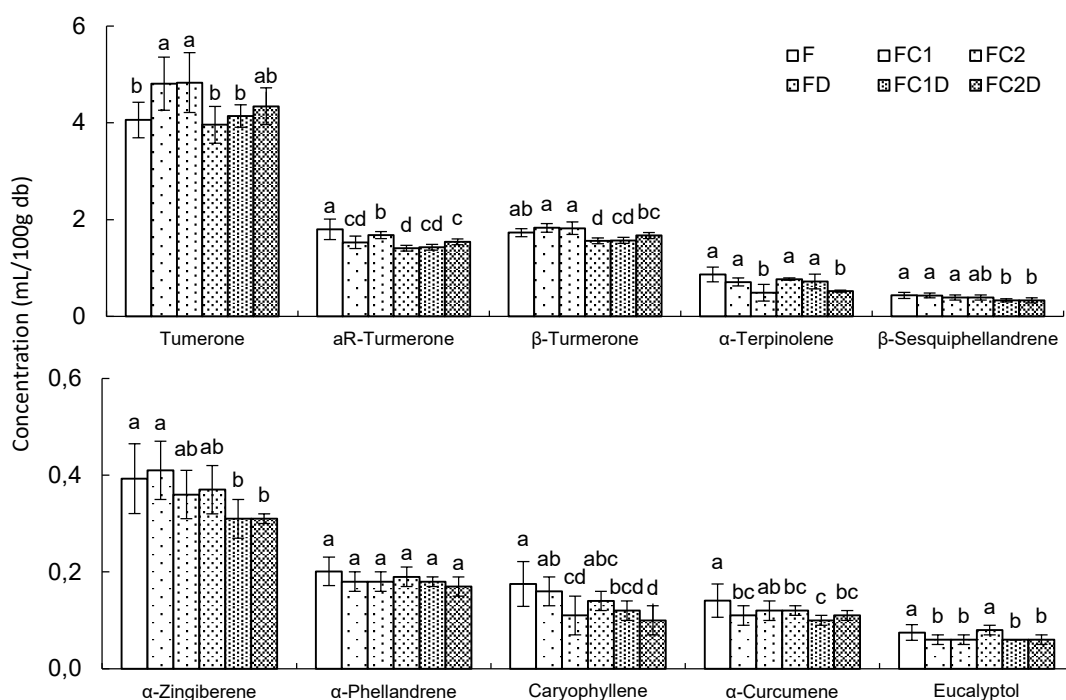 6
4
2
0
Concentration (mL/100g db)
F FC1 FC2
FD FC1D FC2D
b a a b b ab
a cd b d cd c
ab a a d cd bc
a a b a a b
a a a ab b b
Tumerone aR-Turmerone β-Turmerone α-Terpinolene β-Sesquiphellandrene
0,6
0,4
0,2
0,0
a a ab ab b b
a a a a a a
a ab cd abc bcd d
a bc ab bc c bc
a b b a b b
α-Zingiberene α-Phellandrene Caryophyllene α-Curcumene Eucalyptol